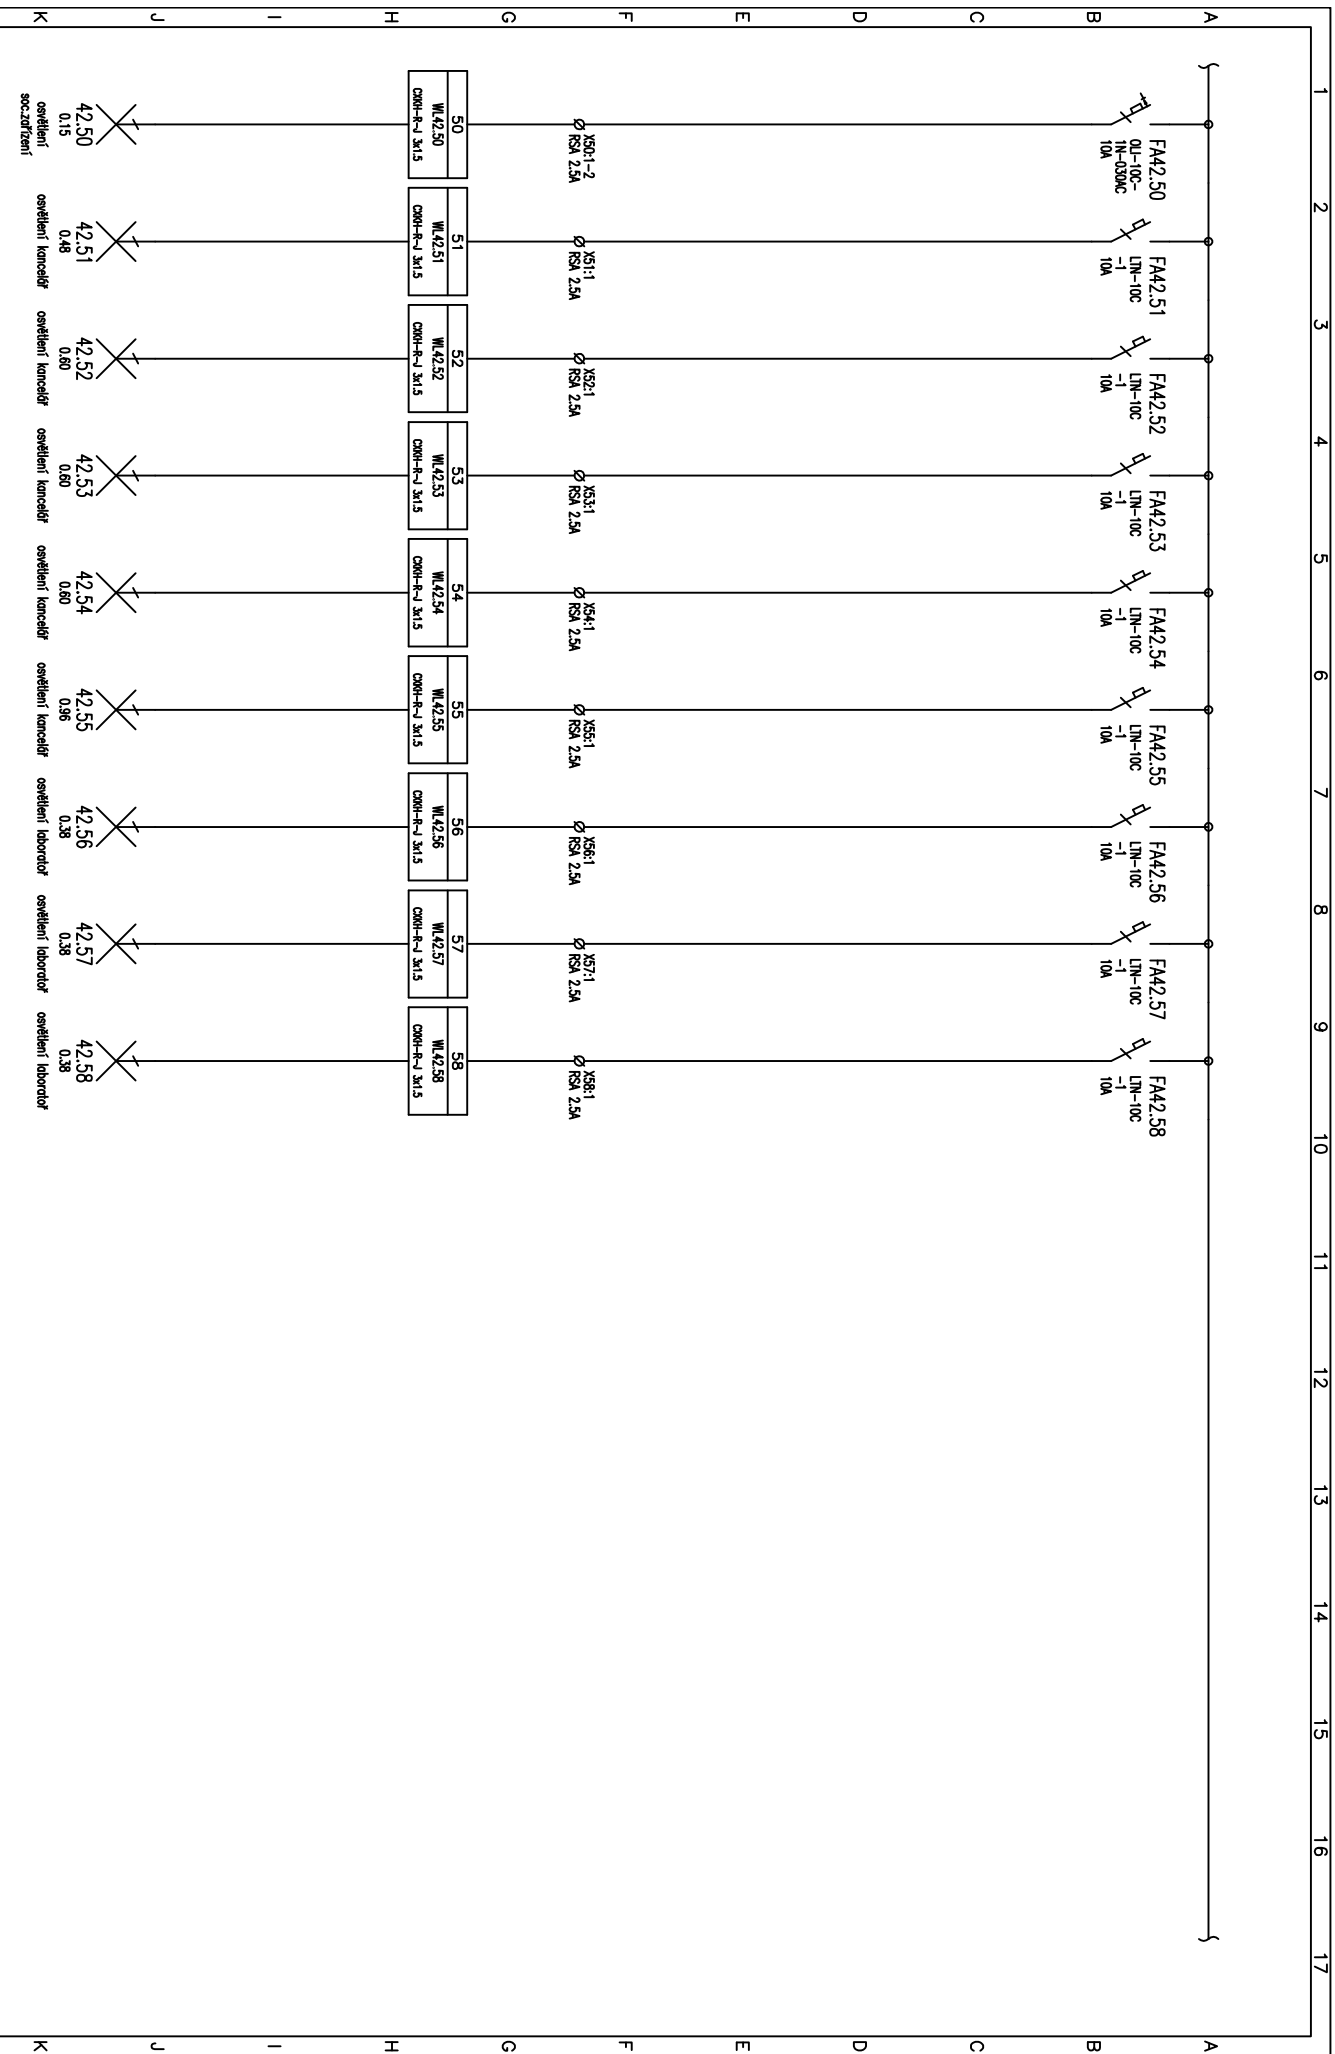 1 2 3 4 5 6 7 8 9 10 11 12 13 14 15 16 17
A
B
C
D
E
F
G
H
I
J
K
A
B
C
D
E
F
G
H
I
J
K
FA42.50
OLI-10C-
1N-030AC
10A
X50:1-2
RSA 2.5A
50
WL42.50
CXKH-R-J 3x1.5
42.50
0.15
osvětlení
soc.zařízení
FA42.51
LTN-10C
-1
10A
X51:1
RSA 2.5A
51
WL42.51
CXKH-R-J 3x1.5
42.51
0.48
osvětlení kancelář
FA42.52
LTN-10C
-1
10A
X52:1
RSA 2.5A
52
WL42.52
CXKH-R-J 3x1.5
42.52
0.60
osvětlení kancelář
FA42.53
LTN-10C
-1
10A
X53:1
RSA 2.5A
53
WL42.53
CXKH-R-J 3x1.5
42.53
0.60
osvětlení kancelář
FA42.54
LTN-10C
-1
10A
X54:1
RSA 2.5A
54
WL42.54
CXKH-R-J 3x1.5
42.54
0.60
osvětlení kancelář
FA42.55
LTN-10C
-1
10A
X55:1
RSA 2.5A
55
WL42.55
CXKH-R-J 3x1.5
42.55
0.96
osvětlení kancelář
FA42.56
LTN-10C
-1
10A
X56:1
RSA 2.5A
56
WL42.56
CXKH-R-J 3x1.5
42.56
0.38
osvětlení laboratoř
FA42.57
LTN-10C
-1
10A
X57:1
RSA 2.5A
57
WL42.57
CXKH-R-J 3x1.5
42.57
0.38
osvětlení laboratoř
FA42.58
LTN-10C
-1
10A
X58:1
RSA 2.5A
58
WL42.58
CXKH-R-J 3x1.5
42.58
0.38
osvětlení laboratoř